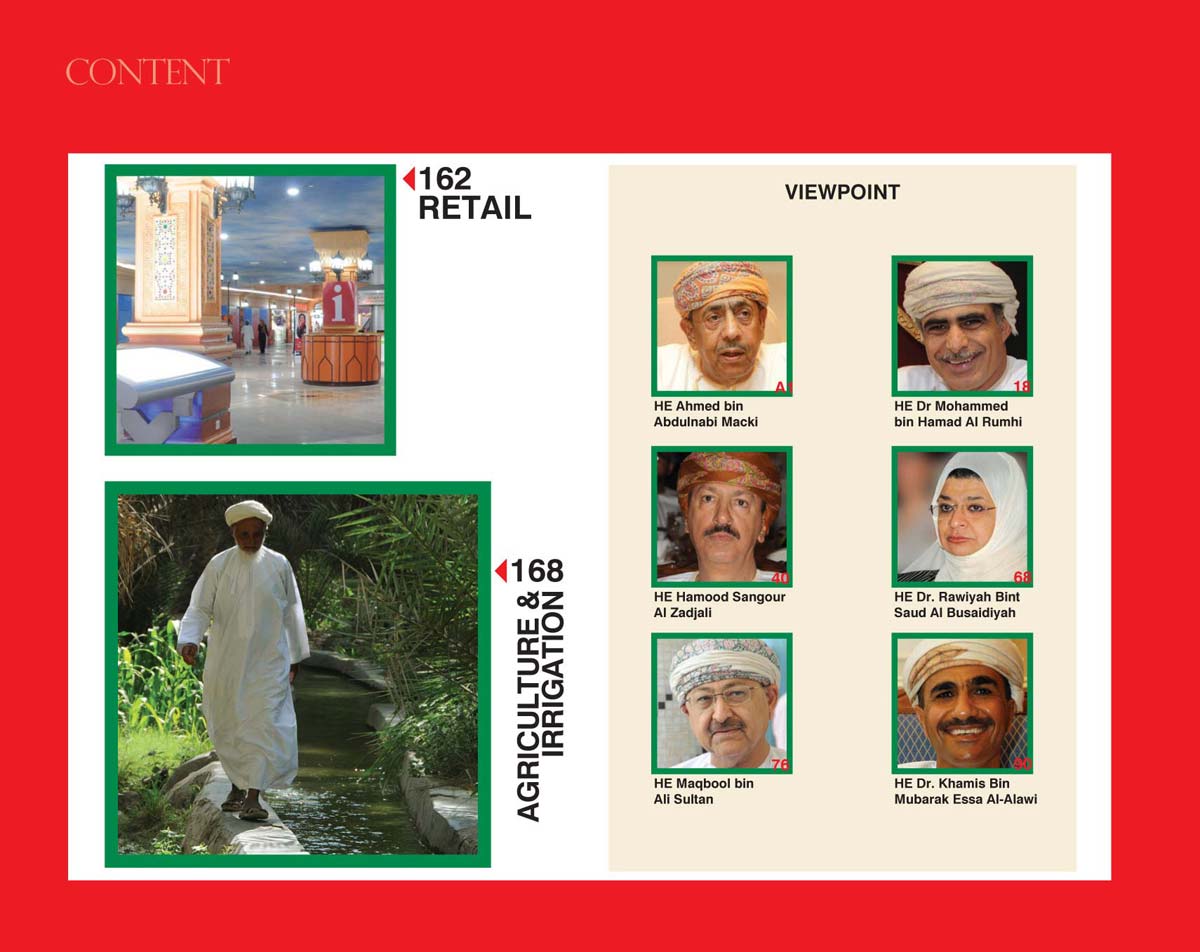 CONTENT
162
RETAIL
i
168
AGRICULTURE &
IRRIGATION
VIEWPOINT
A1
HE Ahmed bin
Abdulnabi Macki
18
HE Dr Mohammed
bin Hamad Al Rumhi
40
HE Hamood Sangour
Al Zadjali
68
HE Dr. Rawiyah Bint
Saud Al Busaidiyah
76
HE Maqbool bin
Ali Sultan
90
HE Dr. Khamis Bin
Mubarak Essa Al-Alawi